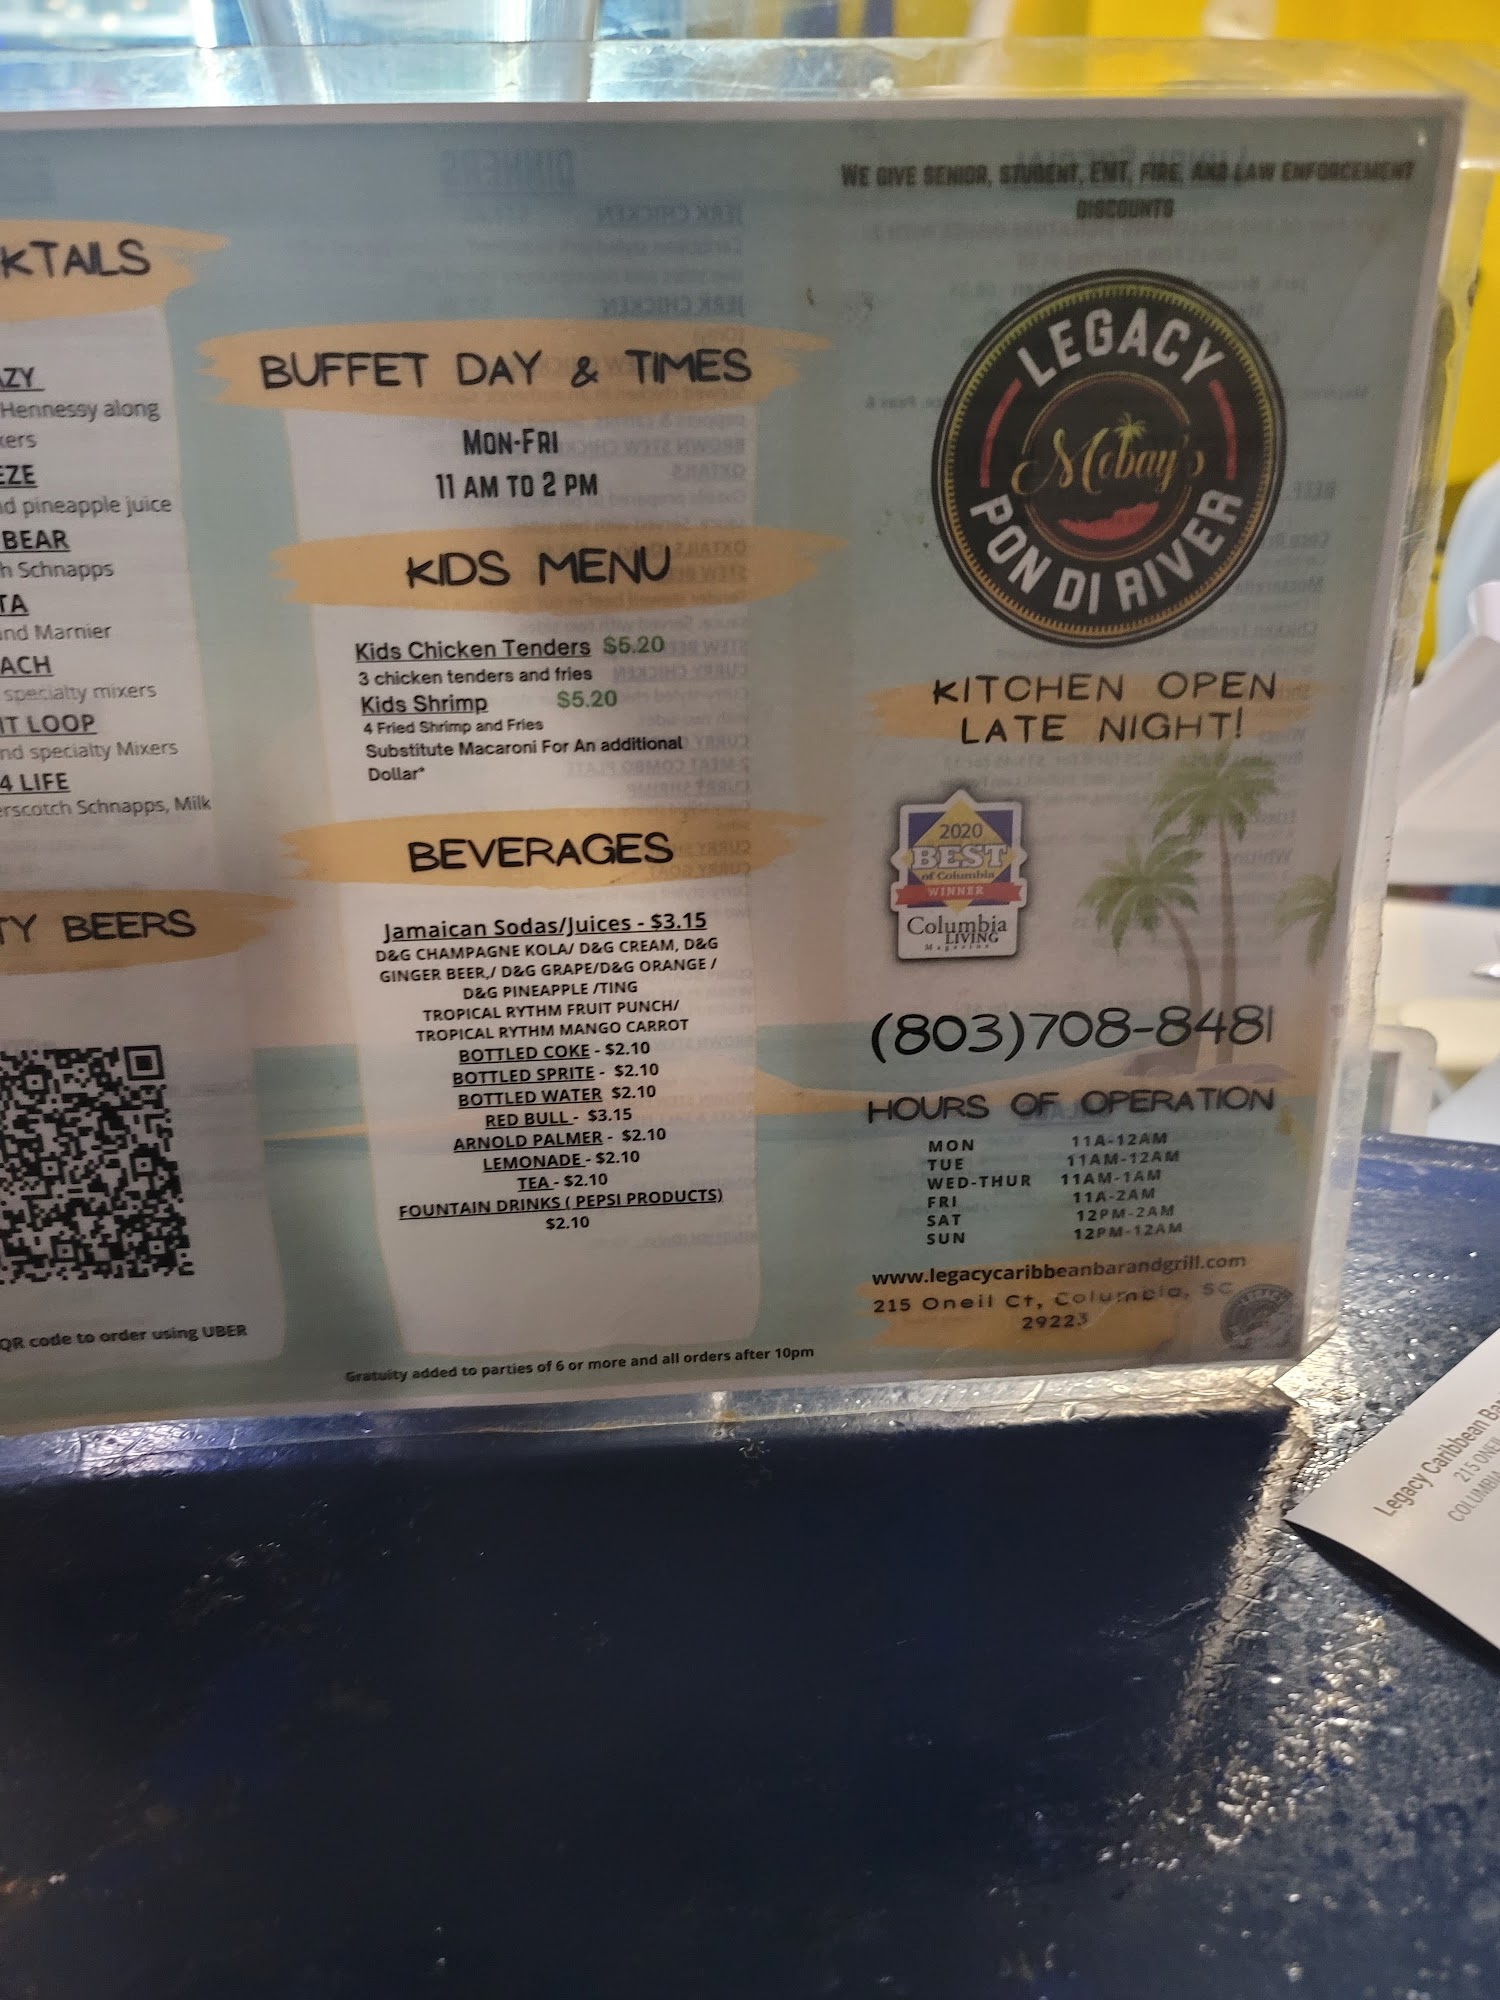 KTAILS
AZY
Hennessy along
kers
EZE
nd pineapple juice
BEAR
h Schnapps
TA
and Marnier
ACH
specialty mixers
IT LOOP
nd specialty Mixers
4 LIFE
erscotch Schnapps, Milk
TY BEERS
QR code to order using UBER
BUFFET DAY & TIMES
MON-FRI
11 AM TO 2 PM
KIDS MENU
Kids Chicken Tenders $5.20
3 chicken tenders and fries
Kids Shrimp $5.20
4 Fried Shrimp and Fries
Substitute Macaroni For An additional
Dollar*
BEVERAGES
Jamaican Sodas/Juices - $3.15
D&G CHAMPAGNE KOLA/ D&G CREAM, D&G
GINGER BEER,/ D&G GRAPE/D&G ORANGE /
D&G PINEAPPLE /TING
TROPICAL RYTHM FRUIT PUNCH/
TROPICAL RYTHM MANGO CARROT
BOTTLED COKE - $2.10
BOTTLED SPRITE - $2.10
BOTTLED WATER $2.10
RED BULL - $3.15
ARNOLD PALMER - $2.10
LEMONADE - $2.10
TEA - $2.10
FOUNTAIN DRINKS ( PEPSI PRODUCTS)
$2.10
Gratuity added to parties of 6 or more and all orders after 10pm
WE GIVE SENIOR, STUDENT, EMT, FIRE, AND LAW ENFORCEMENT
DISCOUNTS
LEGACY
Mobay's
PON DI RIVER
KITCHEN OPEN
LATE NIGHT!
2020
BEST
of Columbia
WINNER
Columbia
LIVING
Magazine
(803)708-8481
HOURS OF OPERATION
MON 11A-12AM
TUE 11AM-12AM
WED-THUR 11AM-1AM
FRI 11A-2AM
SAT 12PM-2AM
SUN 12PM-12AM
www.legacycaribbeanbarandgrill.com
215 Oneil Ct, Columbia, SC
29223
Legacy Caribbean Ba
215 ONEI
COLUMBIA